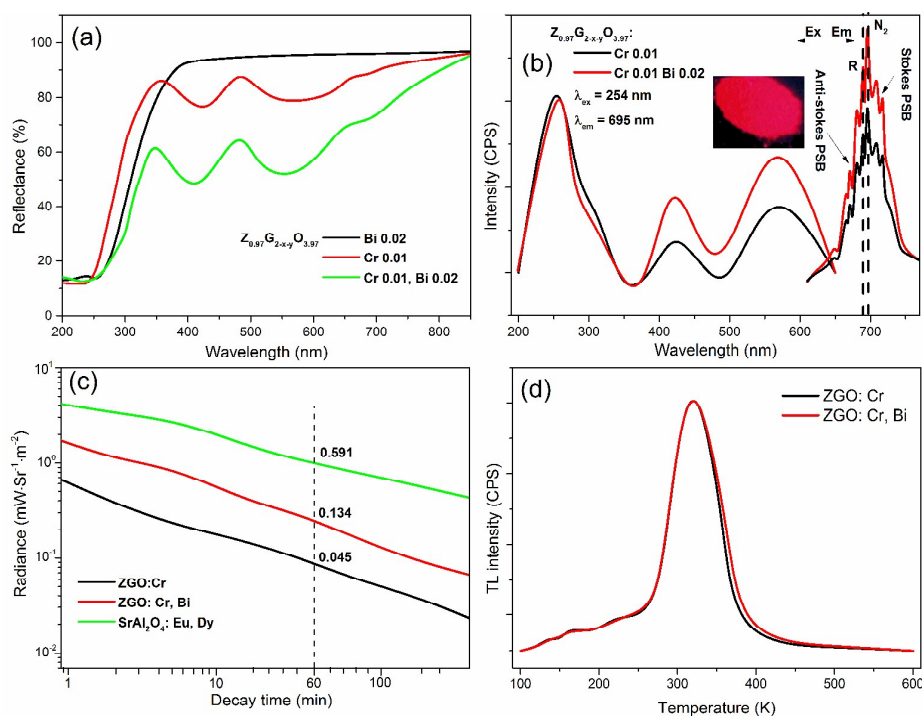 (a)
100
80
60
40
20
0
Reflectance (%)
Z0.97G2-x-yO3.97
Bi 0.02
Cr 0.01
Cr 0.01, Bi 0.02
200 300 400 500 600 700 800
Wavelength (nm)
(b)
Z0.97G2-x-yO3.97:
Cr 0.01
Cr 0.01 Bi 0.02
λex = 254 nm
λem = 695 nm
Ex Em
R
N2
Anti-stokes PSB
Stokes PSB
Intensity (CPS)
200 300 400 500 600 700
Wavelength (nm)
(c)
10^1
10^0
10^-1
10^-2
Radiance (mW·Sr^-1·m^-2)
0.591
0.134
0.045
ZGO:Cr
ZGO: Cr, Bi
SrAl2O4: Eu, Dy
1 10 60 100
Decay time (min)
(d)
ZGO: Cr
ZGO: Cr, Bi
TL intensity (CPS)
100 200 300 400 500 600
Temperature (K)